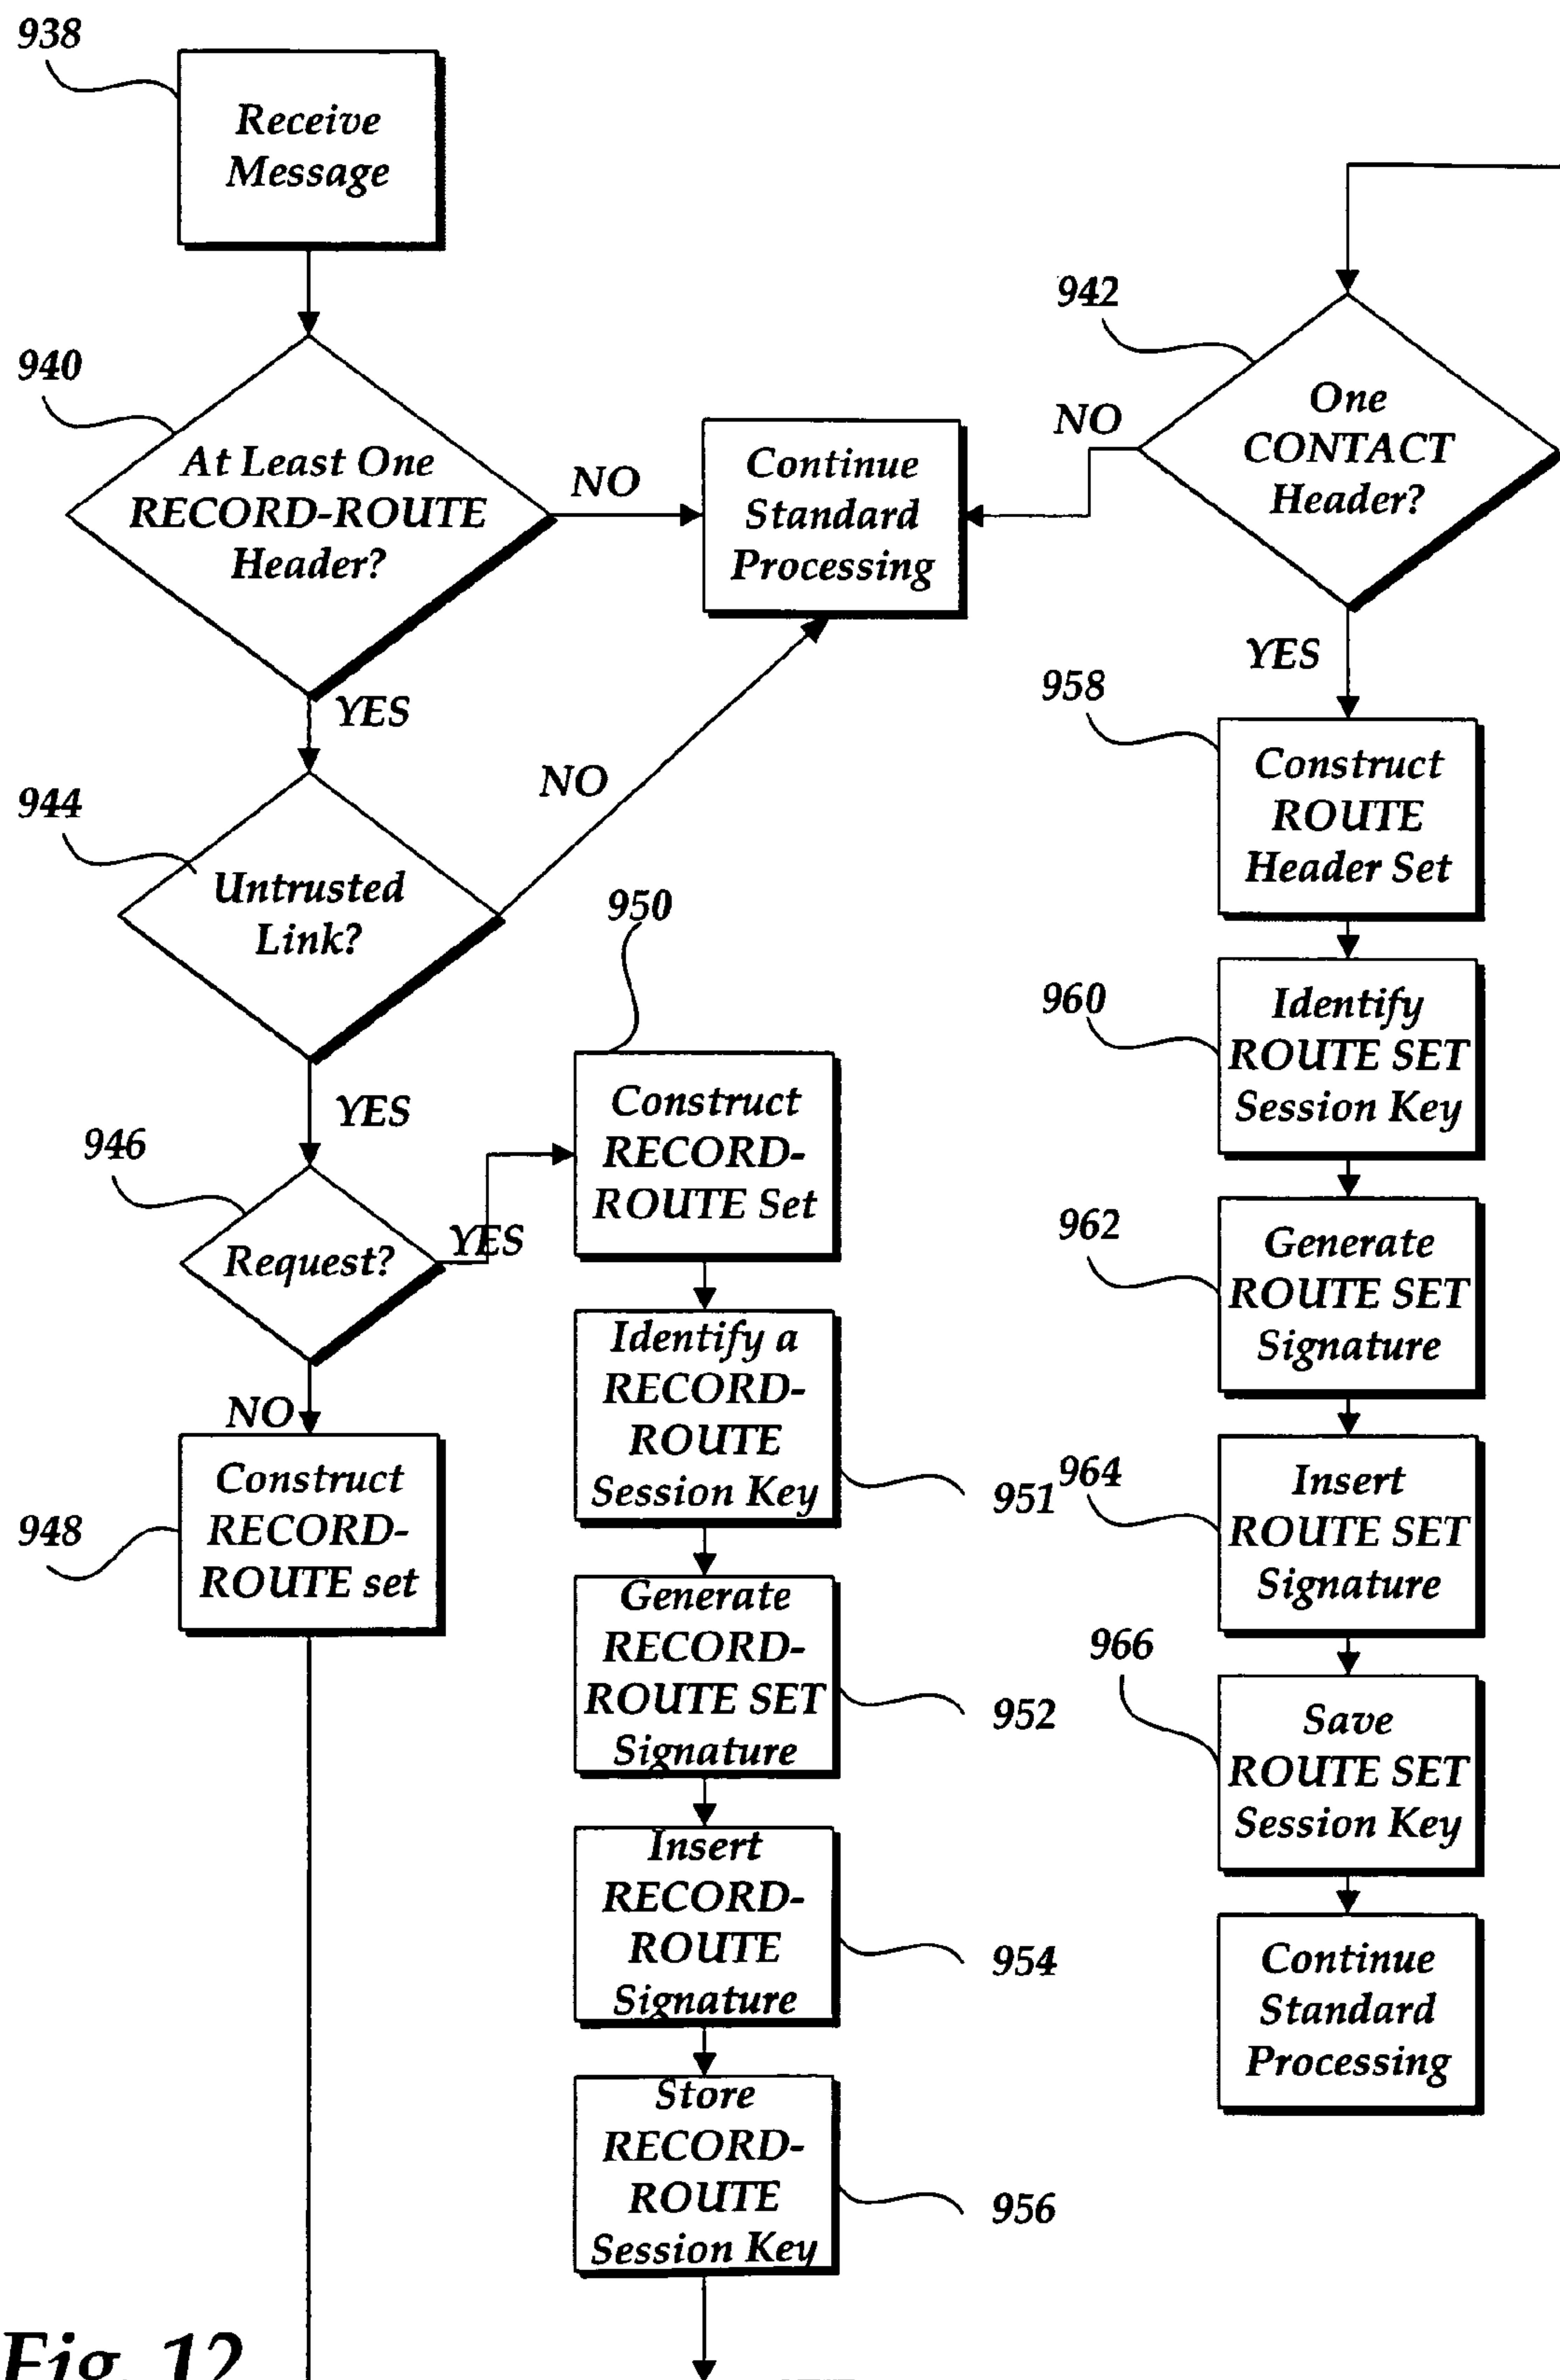 938
Receive
Message
940
At Least One
RECORD-ROUTE
Header?
NO
Continue
Standard
Processing
942
One
CONTACT
Header?
NO
YES
YES
944
Untrusted
Link?
NO
YES
946
Request?
YES
NO
948
Construct
RECORD-
ROUTE set
950
Construct
RECORD-
ROUTE Set
Identify a
RECORD-
ROUTE
Session Key
951
Generate
RECORD-
ROUTE SET
Signature
952
Insert
RECORD-
ROUTE
Signature
954
Store
RECORD-
ROUTE
Session Key
956
958
Construct
ROUTE
Header Set
960
Identify
ROUTE SET
Session Key
962
Generate
ROUTE SET
Signature
964
Insert
ROUTE SET
Signature
966
Save
ROUTE SET
Session Key
Continue
Standard
Processing
Fig. 12